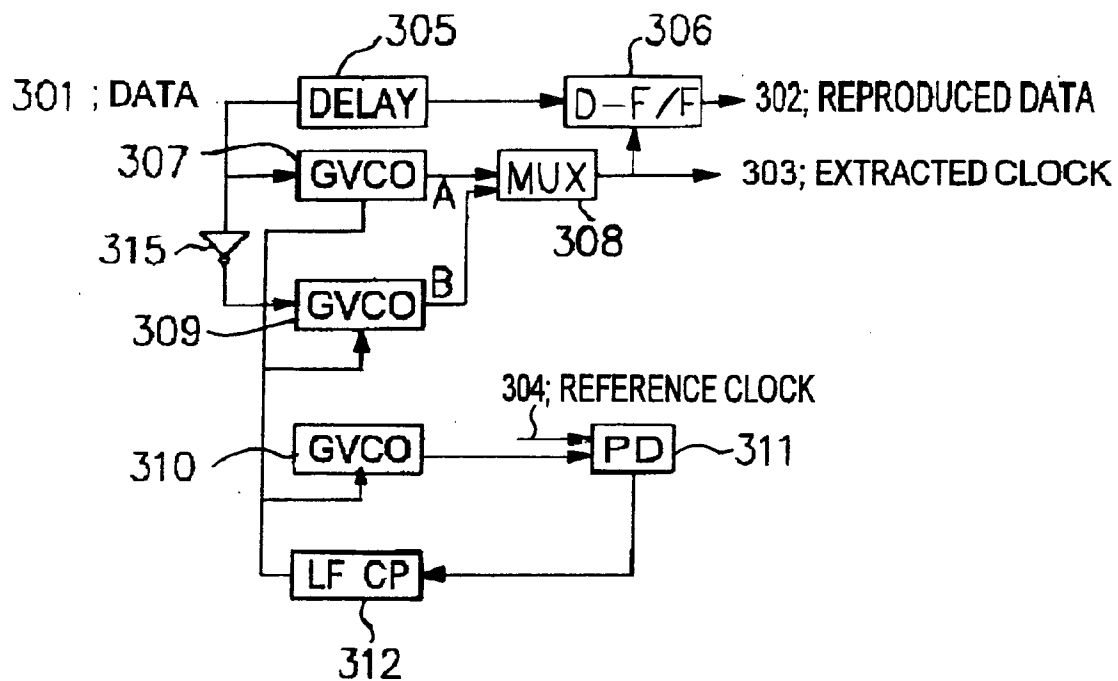 305
306
301 ; DATA
DELAY
D-F/F
302; REPRODUCED DATA
307
GVCO
A
MUX
303; EXTRACTED CLOCK
315
308
GVCO
B
309
304; REFERENCE CLOCK
GVCO
PD
310
311
LF CP
312